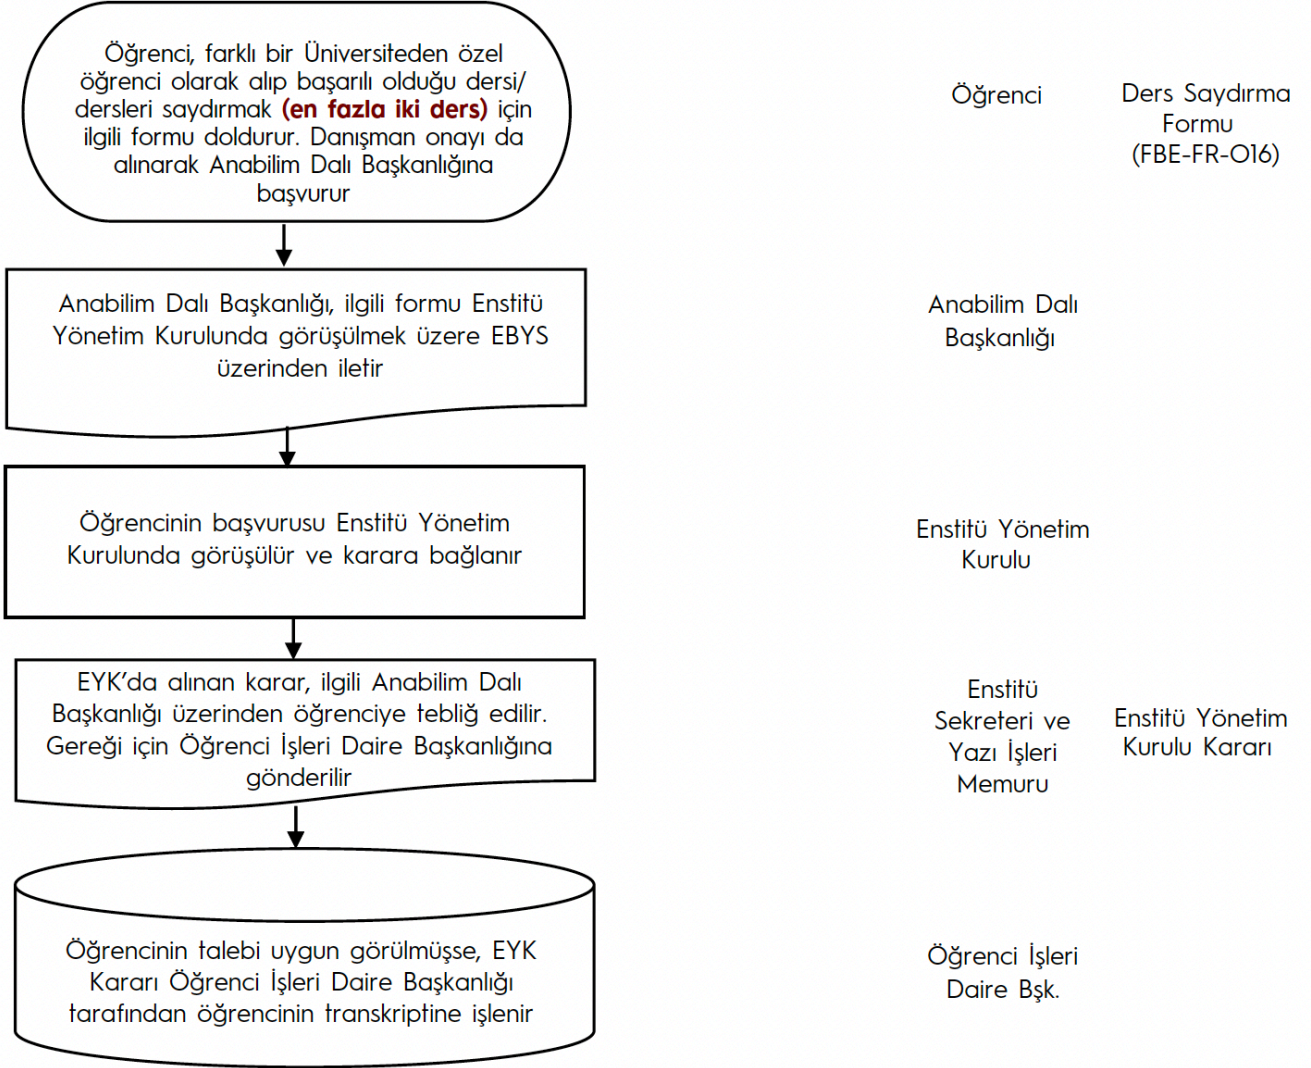 Öğrenci, farklı bir Üniversiteden özel
öğrenci olarak alıp başarılı olduğu dersi/
dersleri saydırmak (en fazla iki ders) için
ilgili formu doldurur. Danışman onayı da
alınarak Anabilim Dalı Başkanlığına
başvurur
Öğrenci
Ders Saydırma
Formu
(FBE-FR-O16)
Anabilim Dalı Başkanlığı, ilgili formu Enstitü
Yönetim Kurulunda görüşülmek üzere EBYS
üzerinden iletir
Anabilim Dalı
Başkanlığı
Öğrencinin başvurusu Enstitü Yönetim
Kurulunda görüşülür ve karara bağlanır
Enstitü Yönetim
Kurulu
EYK’da alınan karar, ilgili Anabilim Dalı
Başkanlığı üzerinden öğrenciye tebliğ edilir.
Gereği için Öğrenci İşleri Daire Başkanlığına
gönderilir
Enstitü
Sekreteri ve
Yazı İşleri
Memuru
Enstitü Yönetim
Kurulu Kararı
Öğrencinin talebi uygun görülmüşse, EYK
Kararı Öğrenci İşleri Daire Başkanlığı
tarafından öğrencinin transkriptine işlenir
Öğrenci İşleri
Daire Bşk.